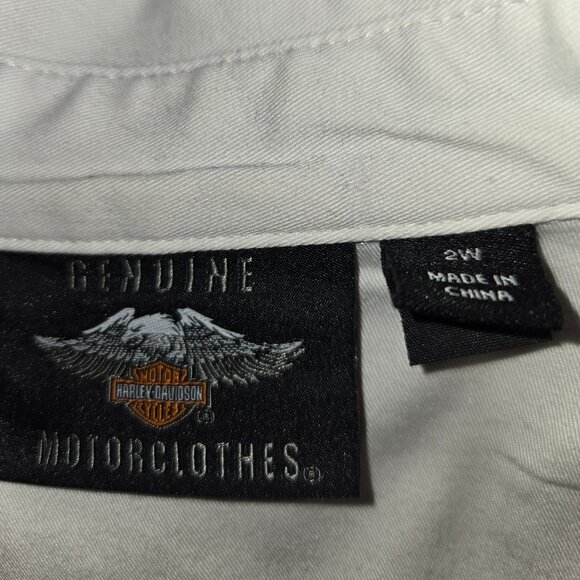 GENUINE
MOTOR
HARLEY-DAVIDSON
CYCLES
®
MOTORCLOTHES®
2W
MADE IN
CHINA